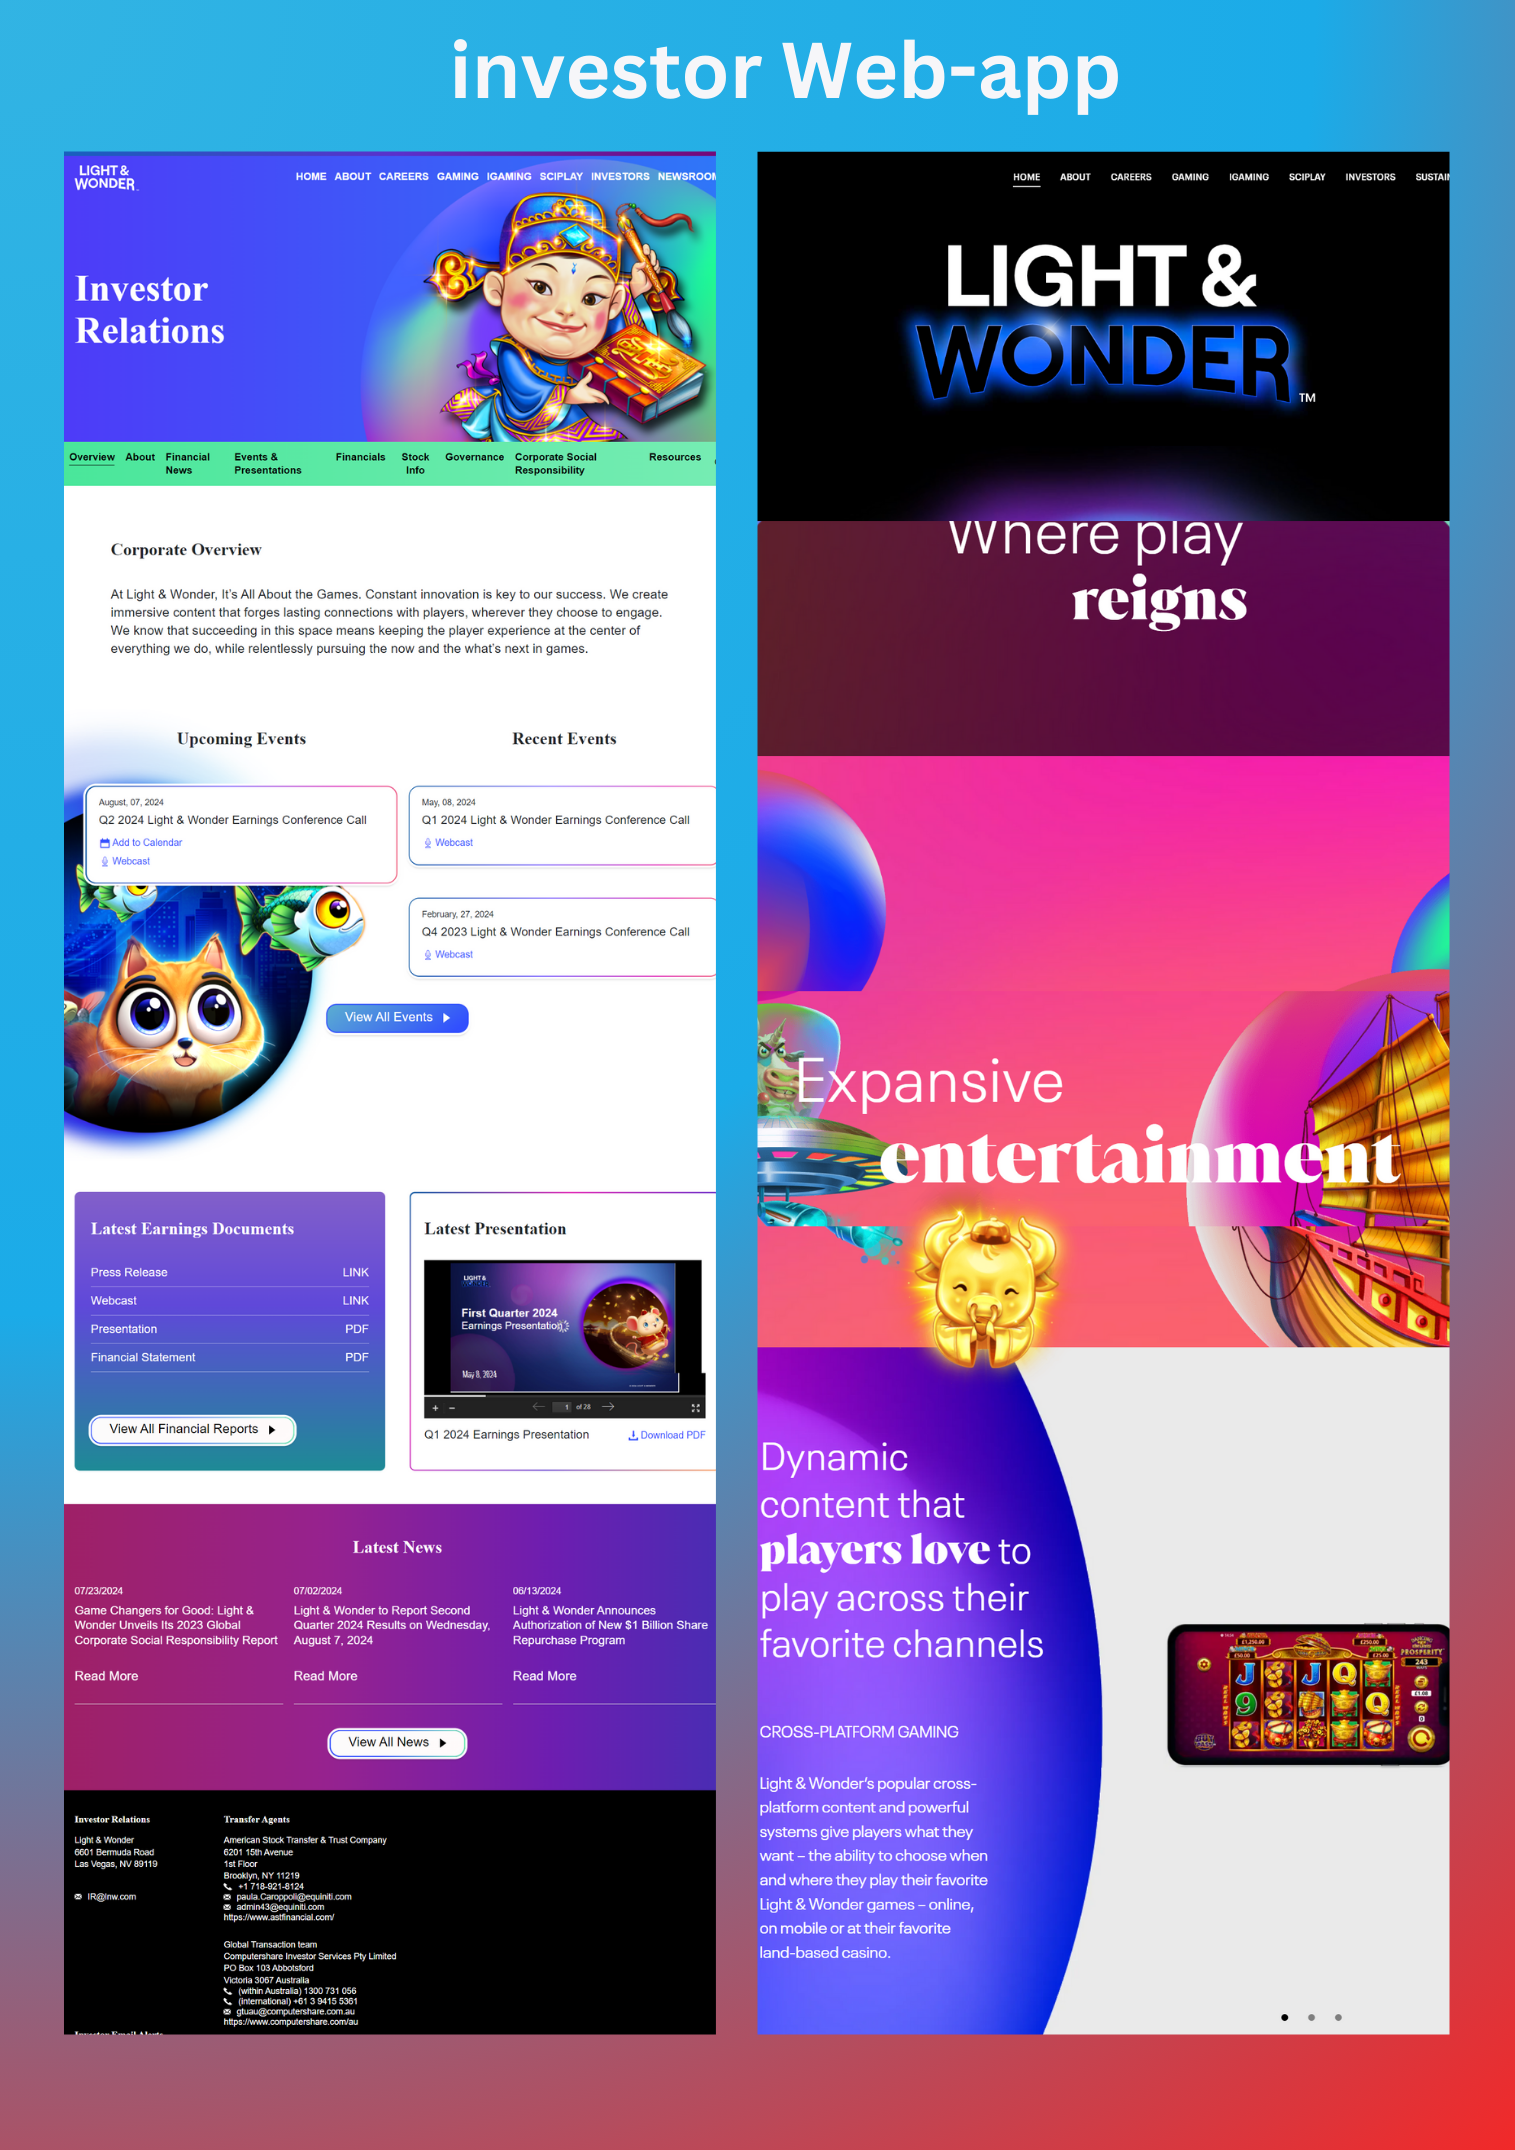 investor Web-app
LIGHT &
WONDER
HOME ABOUT CAREERS GAMING IGAMING SCIPLAY INVESTORS NEWSROOM
Investor
Relations
Overview About Financial News Events & Presentations Financials Stock Info Governance Corporate Social Responsibility Resources
Corporate Overview
At Light & Wonder, It's All About the Games. Constant innovation is key to our success. We create
immersive content that forges lasting connections with players, wherever they choose to engage.
We know that succeeding in this space means keeping the player experience at the center of
everything we do, while relentlessly pursuing the now and the what's next in games.
Upcoming Events
August, 07, 2024
Q2 2024 Light & Wonder Earnings Conference Call
Add to Calendar
Webcast
Recent Events
May, 08, 2024
Q1 2024 Light & Wonder Earnings Conference Call
Webcast
February, 27, 2024
Q4 2023 Light & Wonder Earnings Conference Call
Webcast
View All Events
Latest Earnings Documents
Press Release LINK
Webcast LINK
Presentation PDF
Financial Statement PDF
View All Financial Reports
Latest Presentation
LIGHT &
First Quarter 2024
Earnings Presentation
May 8, 2024
1 of 28
Q1 2024 Earnings Presentation Download PDF
Latest News
07/23/2024
Game Changers for Good: Light &
Wonder Unveils Its 2023 Global
Corporate Social Responsibility Report
Read More
07/02/2024
Light & Wonder to Report Second
Quarter 2024 Results on Wednesday,
August 7, 2024
Read More
06/13/2024
Light & Wonder Announces
Authorization of New $1 Billion Share
Repurchase Program
Read More
View All News
Investor Relations
Light & Wonder
6601 Bermuda Road
Las Vegas, NV 89119
IR@lnw.com
Transfer Agents
American Stock Transfer & Trust Company
6201 15th Avenue
1st Floor
Brooklyn, NY 11219
+1 718-921-8124
paula.Caroppoli@equiniti.com
admin43@equiniti.com
https://www.astfinancial.com/
Global Transaction team
Computershare Investor Services Pty Limited
PO Box 103 Abbotsford
Victoria 3067 Australia
(within Australia) 1300 731 056
(international) +61 3 9415 5361
gtuau@computershare.com.au
https://www.computershare.com/au
Investor Email Alerts
HOME ABOUT CAREERS GAMING IGAMING SCIPLAY INVESTORS SUSTAIN
LIGHT &
WONDER TM
Where play
reigns
Expansive
entertainment
Dynamic
content that
players love to
play across their
favorite channels
CROSS-PLATFORM GAMING
Light & Wonder's popular cross-
platform content and powerful
systems give players what they
want – the ability to choose when
and where they play their favorite
Light & Wonder games – online,
on mobile or at their favorite
land-based casino.
£1,250.00 £250.00
£50.00 £75.00
PROSPERITY
243
J J Q
9 Q
£1.08
0